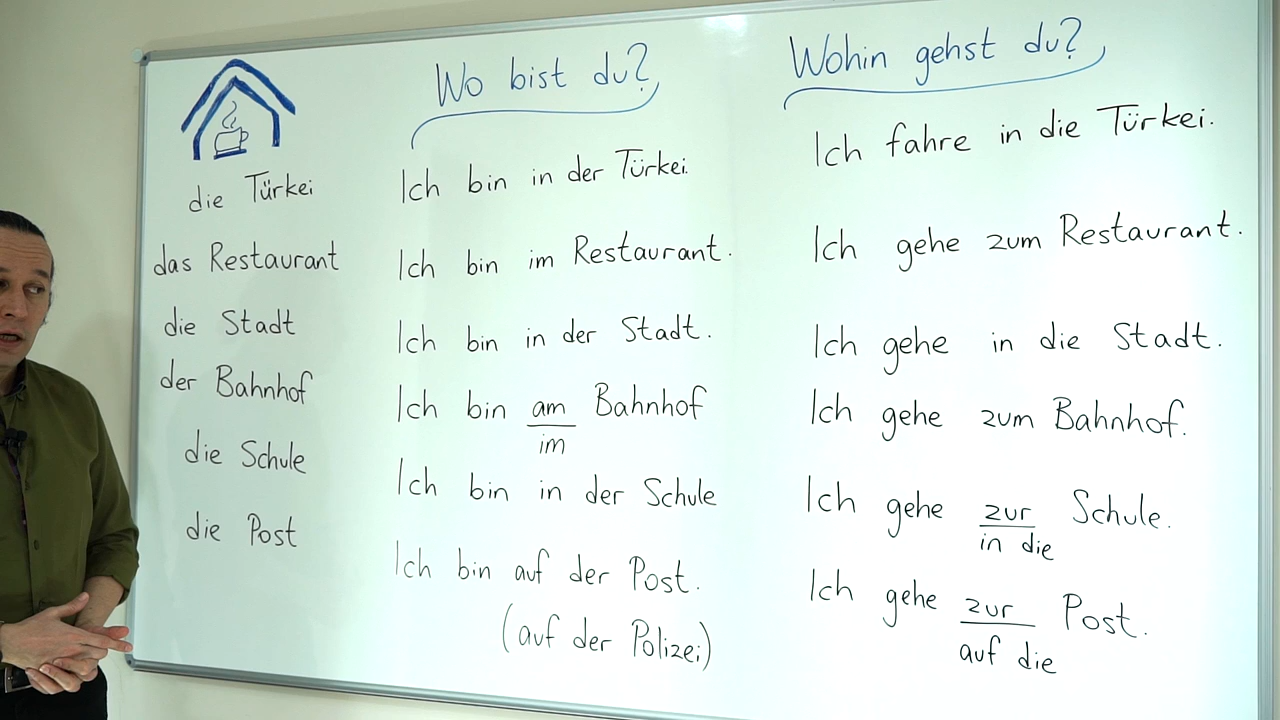 Wo bist du?
Wohin gehst du?
die Türkei
Ich bin in der Türkei.
Ich fahre in die Türkei.
das Restaurant
Ich bin im Restaurant.
Ich gehe zum Restaurant.
die Stadt
Ich bin in der Stadt.
Ich gehe in die Stadt.
der Bahnhof
Ich bin am Bahnhof
im
Ich gehe zum Bahnhof.
die Schule
Ich bin in der Schule
Ich gehe zur Schule.
in die
die Post
Ich bin auf der Post.
(auf der Polizei)
Ich gehe zur Post.
auf die